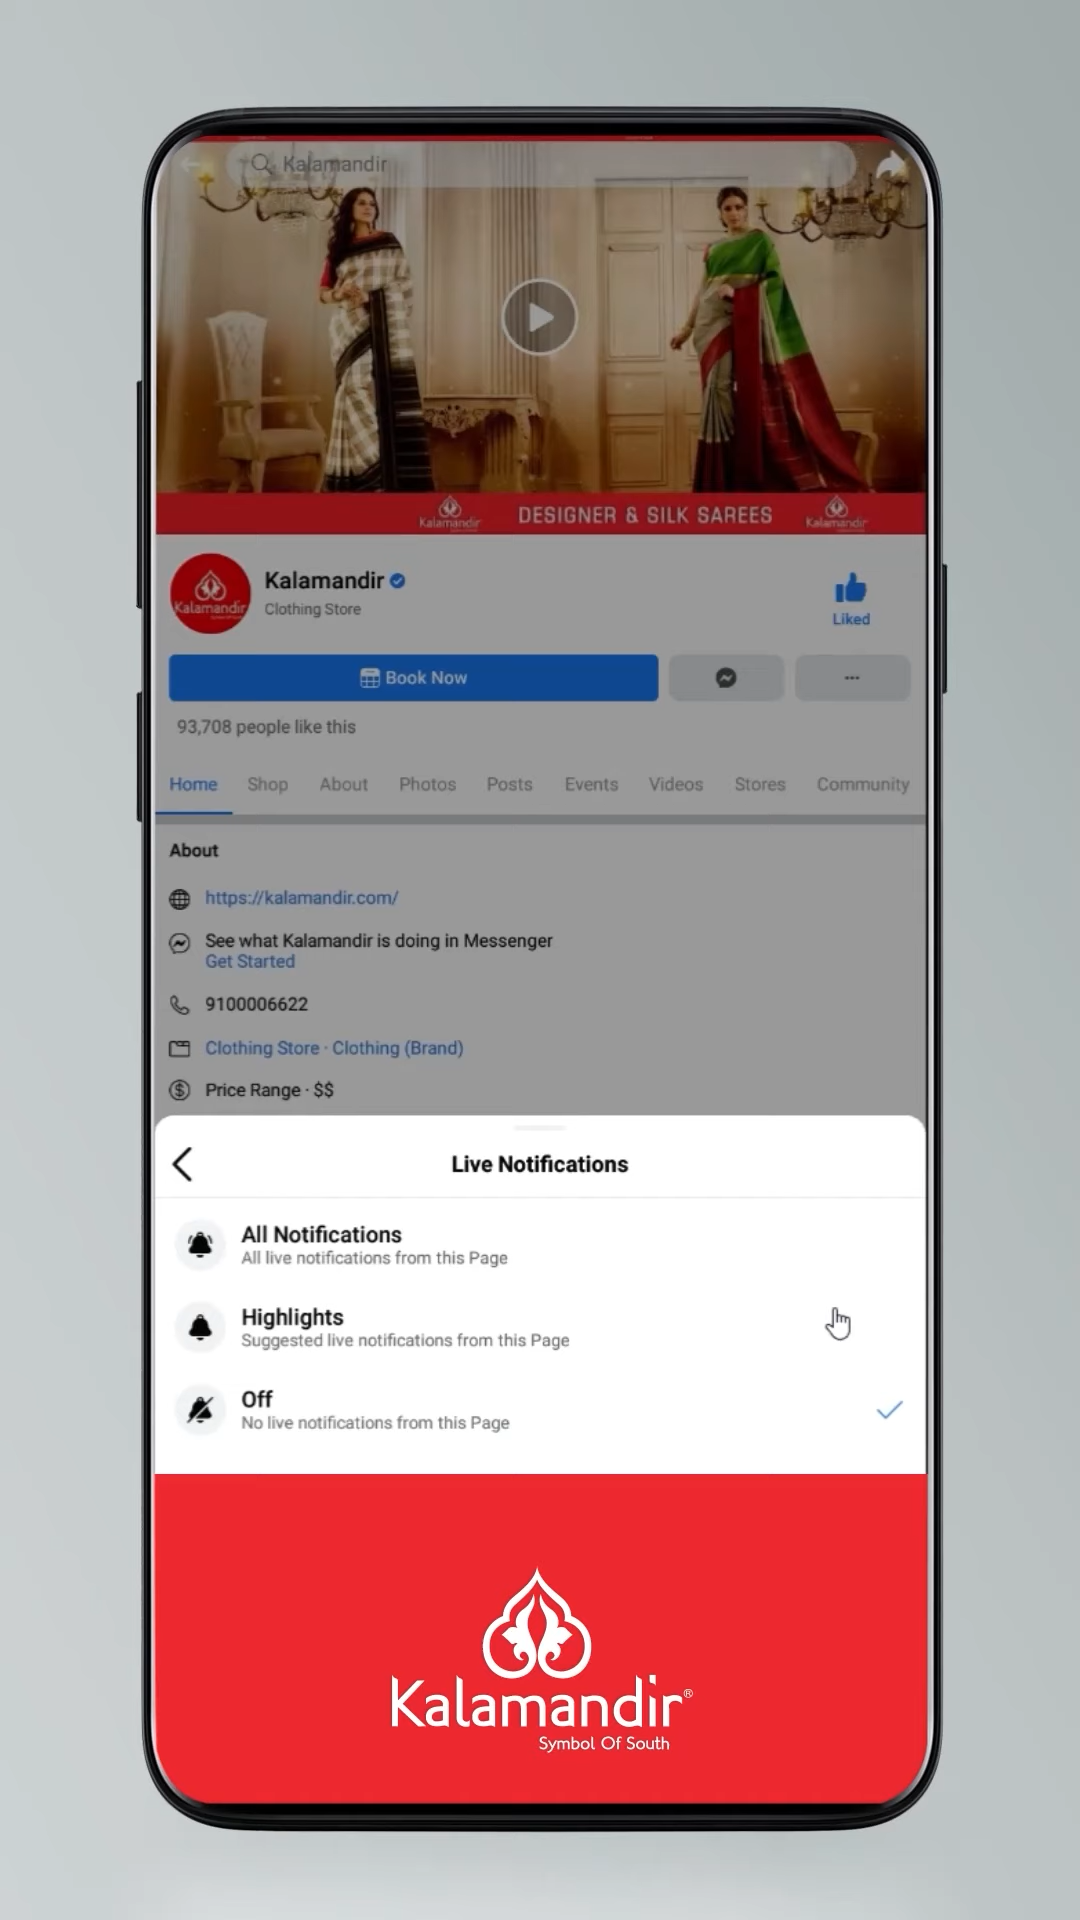 Kalamandir
Kalamandir
DESIGNER & SILK SAREES
Kalamandir
Kalamandir
Kalamandir
Clothing Store
Liked
Book Now
93,708 people like this
Home Shop About Photos Posts Events Videos Stores Community
About
https://kalamandir.com/
See what Kalamandir is doing in Messenger
Get Started
9100006622
Clothing Store · Clothing (Brand)
Price Range · $$
Live Notifications
All Notifications
All live notifications from this Page
Highlights
Suggested live notifications from this Page
Off
No live notifications from this Page
Kalamandir®
Symbol Of South